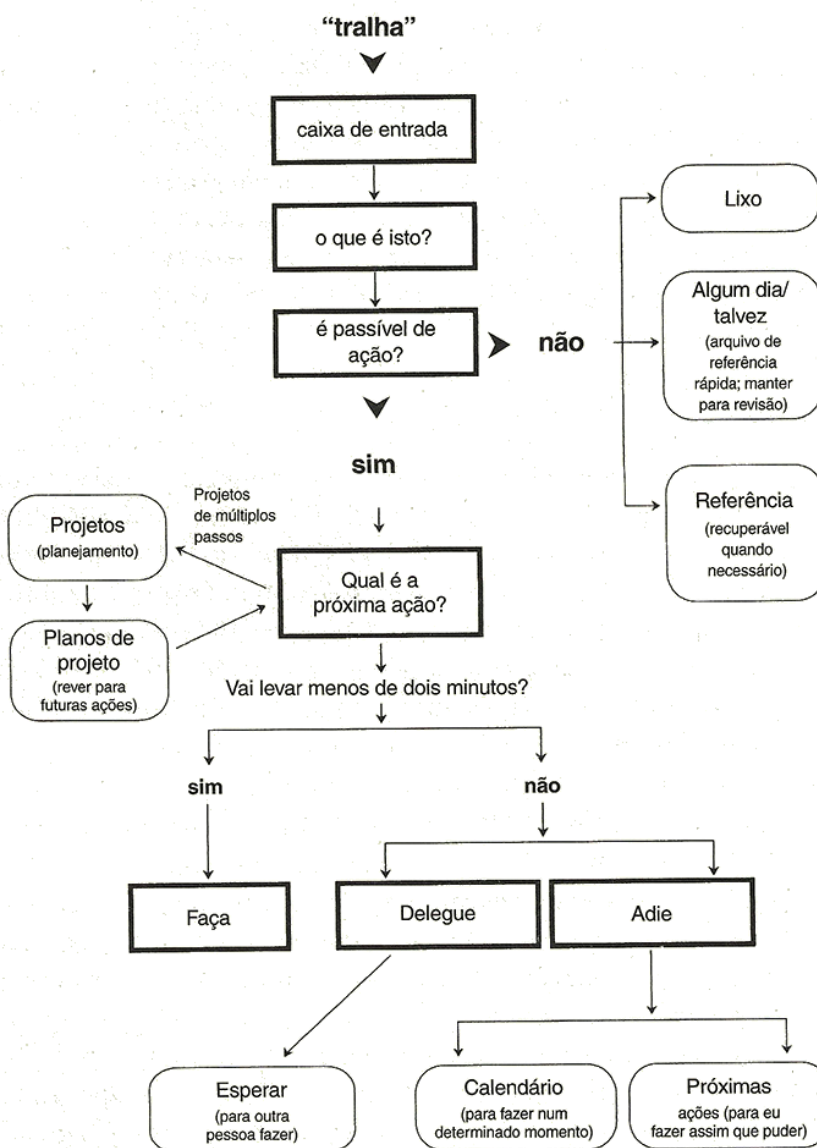 “tralha”
caixa de entrada
o que é isto?
é passível de
ação?
não
Lixo
Algum dia/
talvez
(arquivo de
referência
rápida; manter
para revisão)
Referência
(recuperável
quando
necessário)
sim
Projetos
de múltiplos
passos
Projetos
(planejamento)
Planos de
projeto
(rever para
futuras ações)
Qual é a
próxima ação?
Vai levar menos de dois minutos?
sim
não
Faça
Delegue
Adie
Esperar
(para outra
pessoa fazer)
Calendário
(para fazer num
determinado momento)
Próximas
ações (para eu
fazer assim que puder)